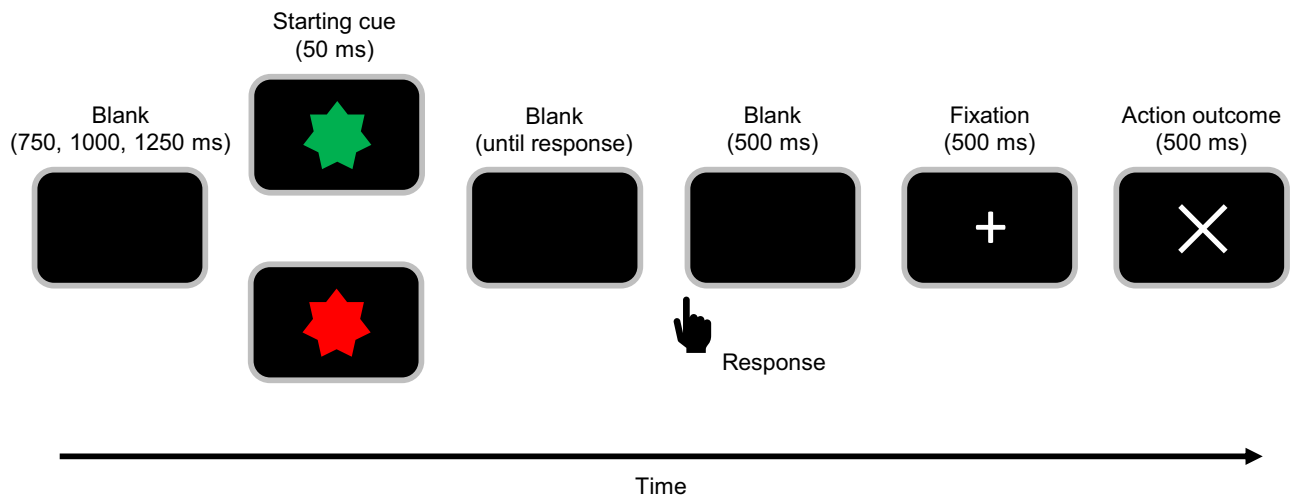 Starting cue
(50 ms)
Blank
(750, 1000, 1250 ms)
Blank
(until response)
Blank
(500 ms)
Fixation
(500 ms)
Action outcome
(500 ms)
Response
Time